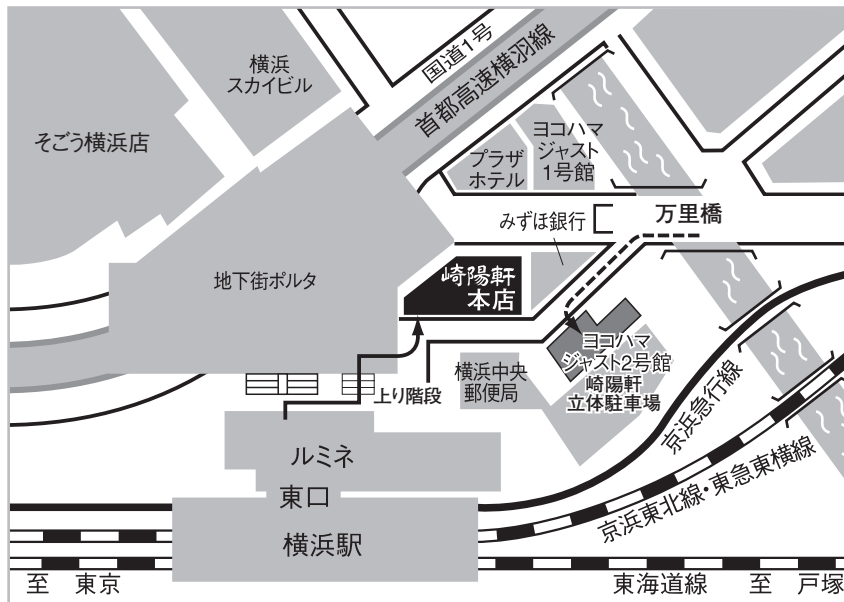 国道1号
首都高速横羽線
横浜
スカイビル
そごう横浜店
ヨコハマ
ジャスト
1号館
プラザ
ホテル
みずほ銀行
万里橋
地下街ポルタ
崎陽軒
本店
ヨコハマ
ジャスト2号館
崎陽軒
立体駐車場
横浜中央
郵便局
上り階段
京浜急行線
ルミネ
東口
横浜駅
京浜東北線・東急東横線
至 東京
東海道線 至 戸塚